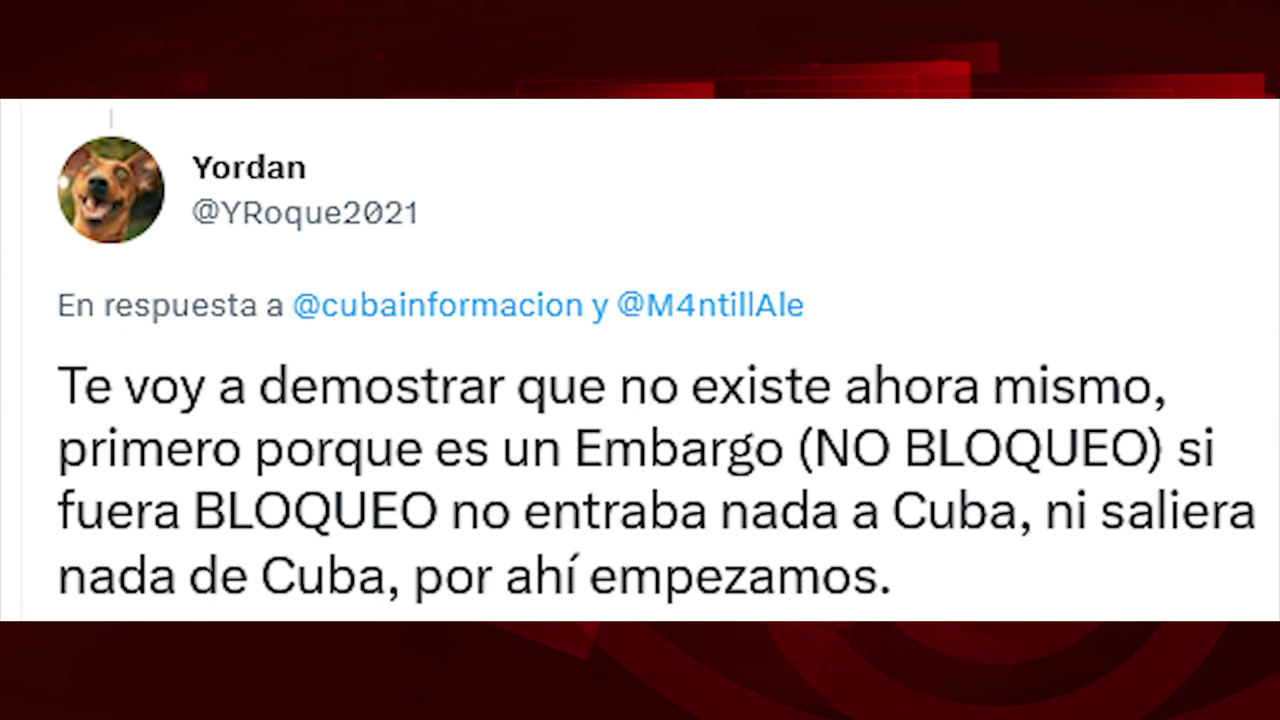 Yordan
@YRoque2021
En respuesta a @cubainformacion y @M4ntillAle
Te voy a demostrar que no existe ahora mismo,
primero porque es un Embargo (NO BLOQUEO) si
fuera BLOQUEO no entraba nada a Cuba, ni saliera
nada de Cuba, por ahí empezamos.